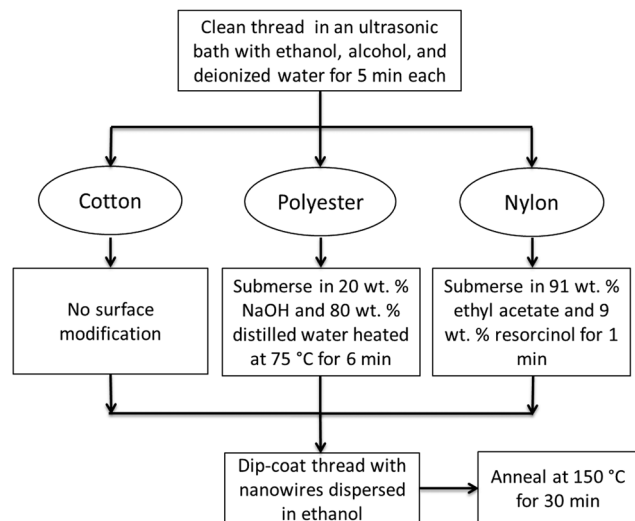 Clean thread in an ultrasonic
bath with ethanol, alcohol, and
deionized water for 5 min each
Cotton
Polyester
Nylon
No surface
modification
Submerse in 20 wt. %
NaOH and 80 wt. %
distilled water heated
at 75 °C for 6 min
Submerse in 91 wt. %
ethyl acetate and 9
wt. % resorcinol for 1
min
Dip-coat thread with
nanowires dispersed
in ethanol
Anneal at 150 °C
for 30 min